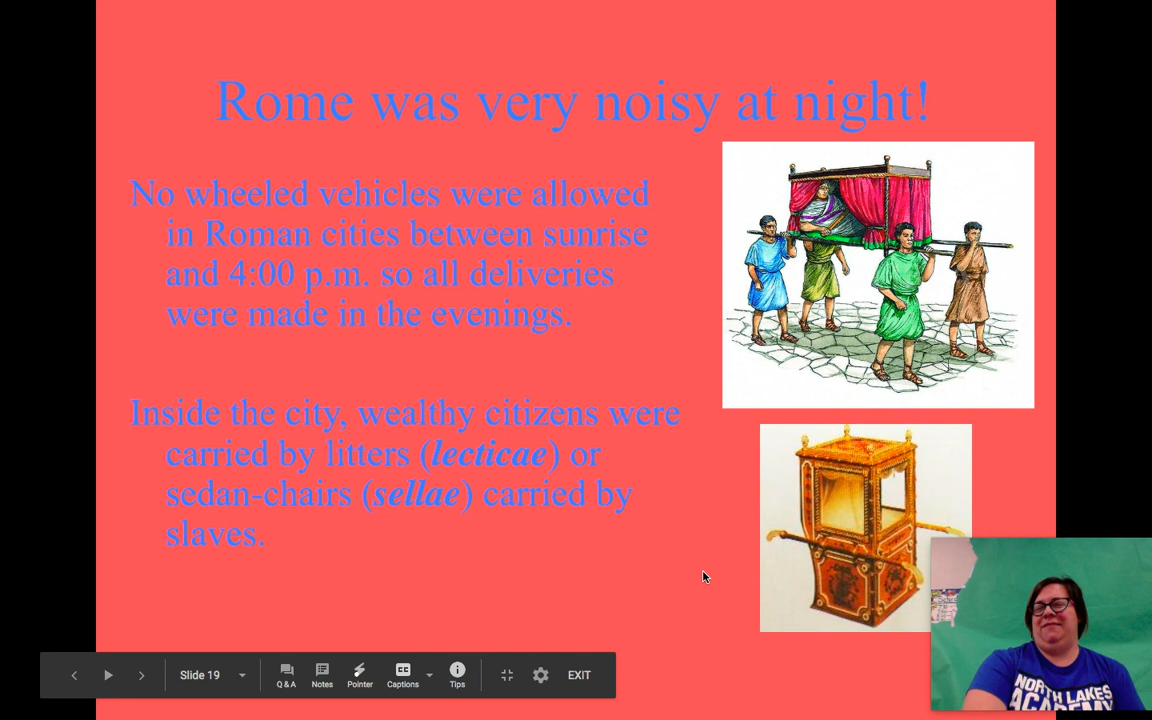 Rome was very noisy at night!
No wheeled vehicles were allowed
in Roman cities between sunrise
and 4:00 p.m. so all deliveries
were made in the evenings.
Inside the city, wealthy citizens were
carried by litters (lecticae) or
sedan-chairs (sellae) carried by
slaves.
Slide 19
Q & A
Notes
Pointer
CC
Captions
Tips
EXIT
NORTH LAKES
ACADEMY